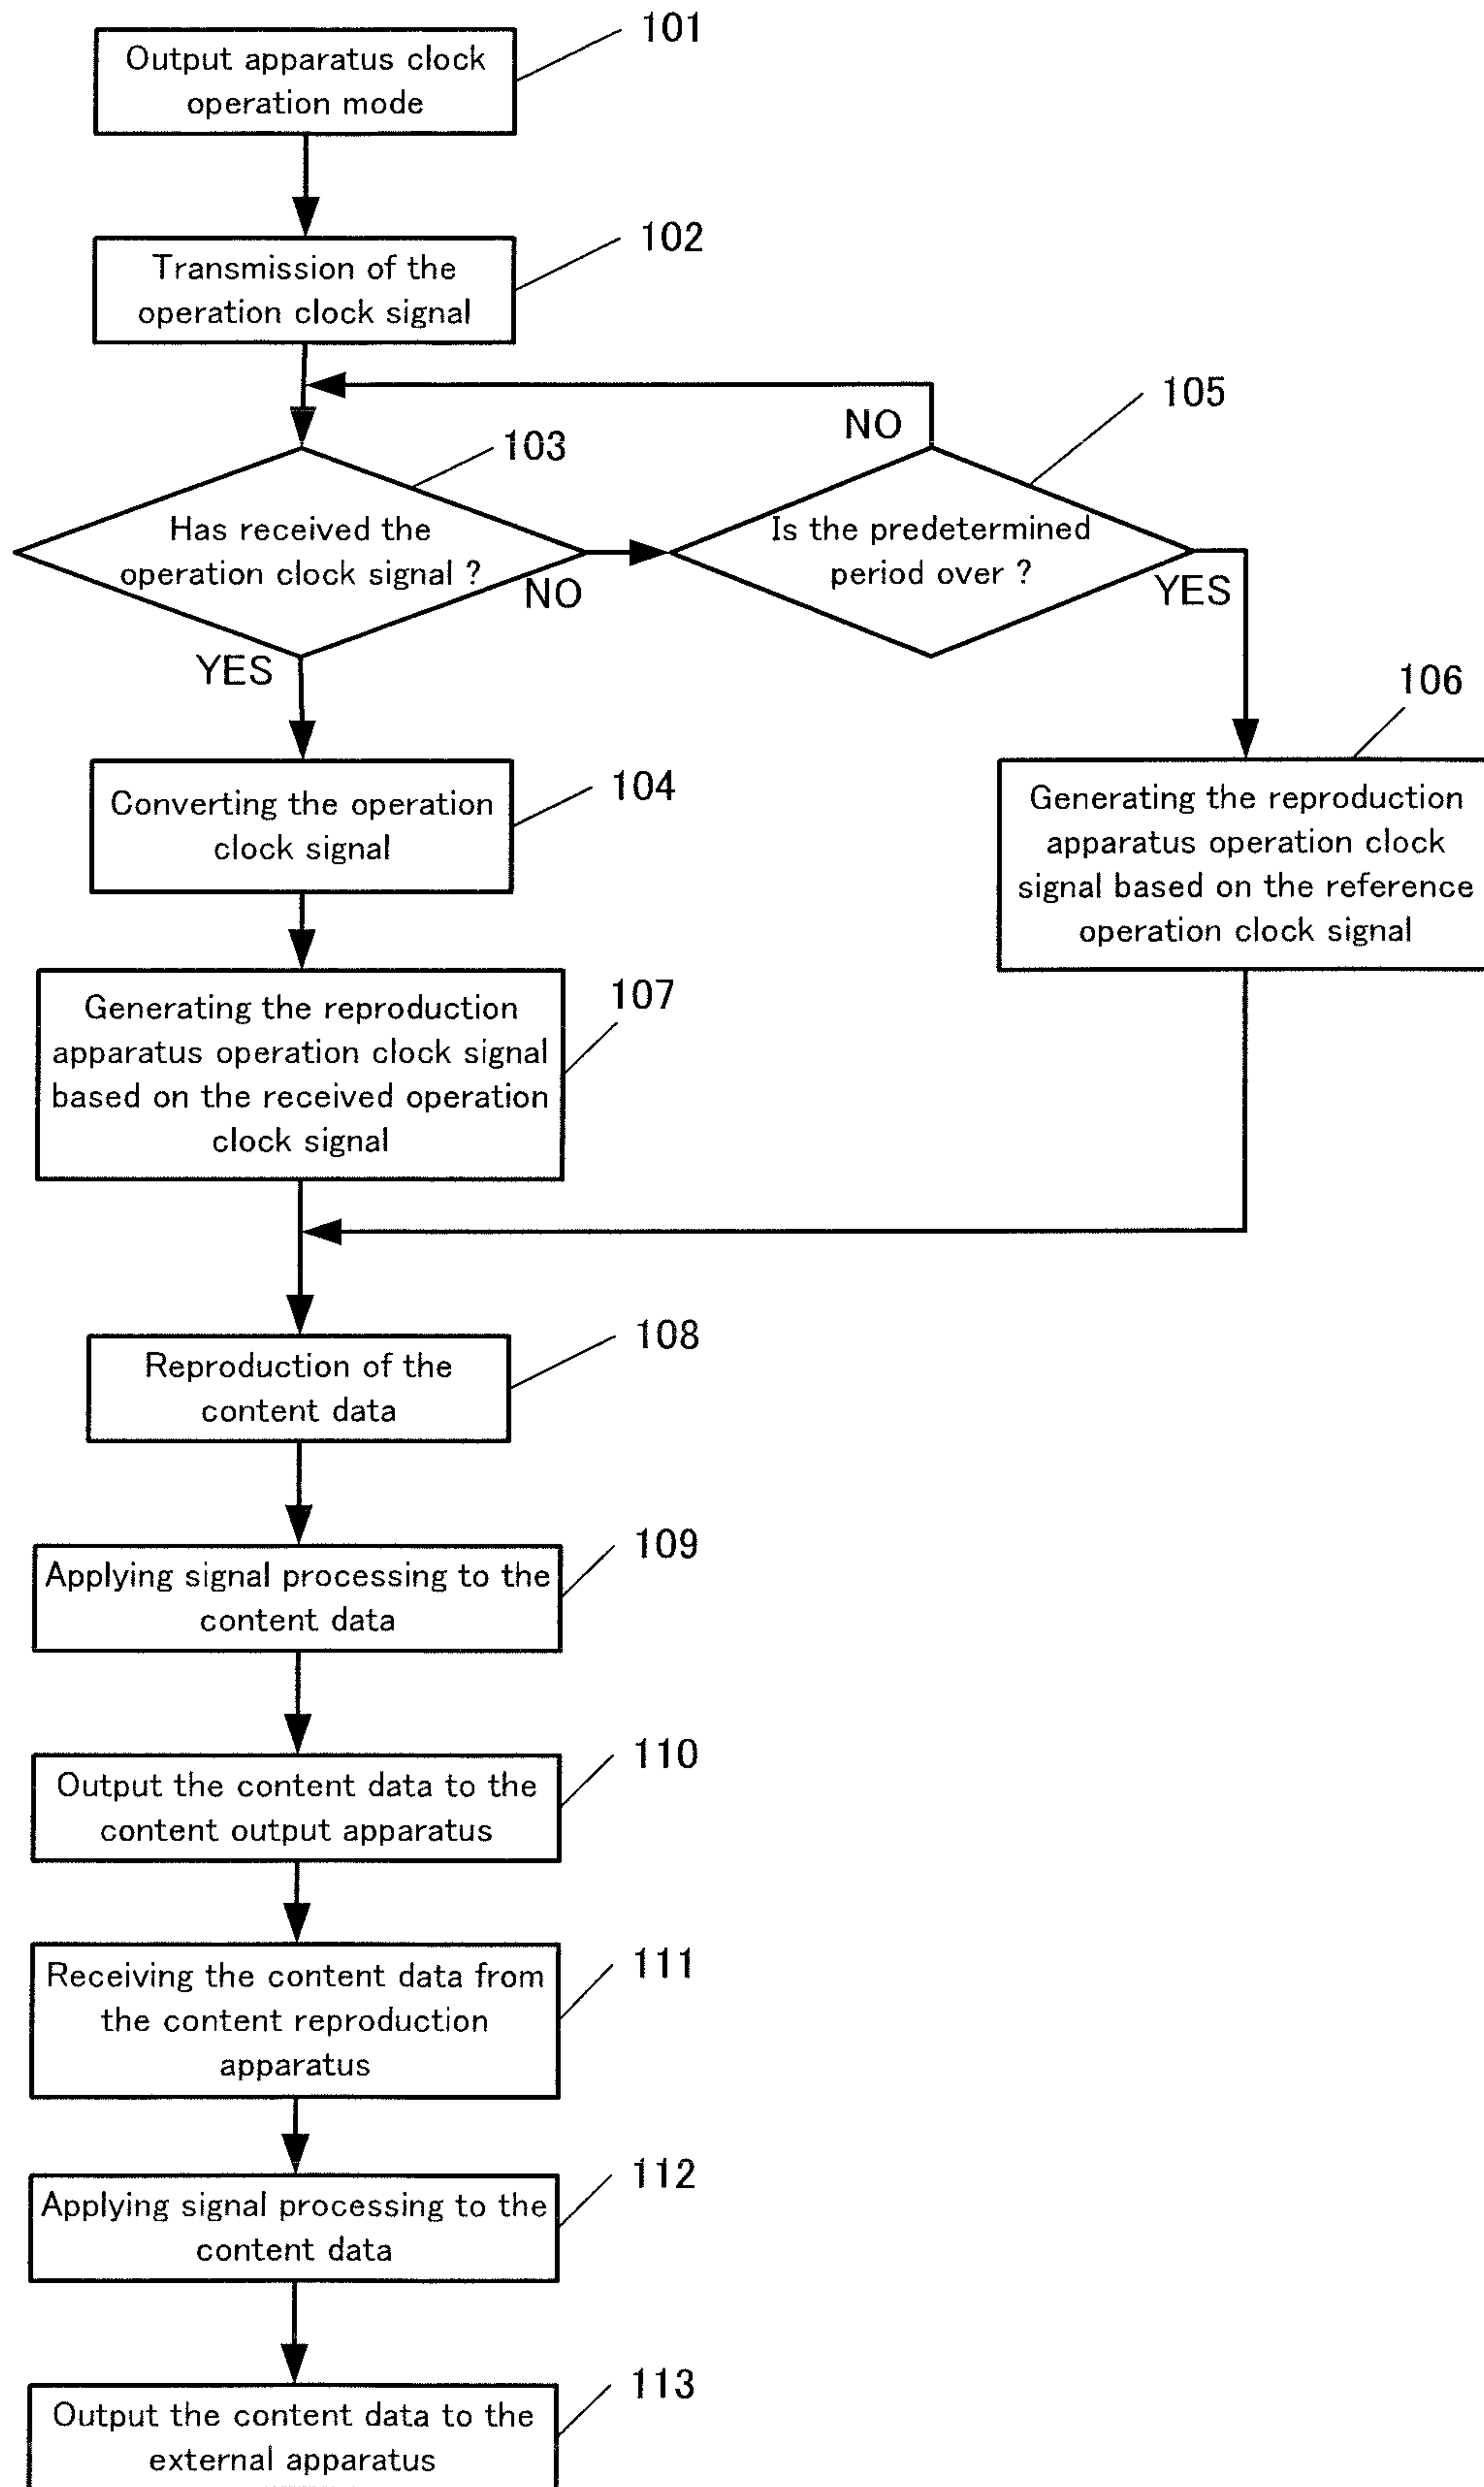 101
Output apparatus clock
operation mode
102
Transmission of the
operation clock signal
105
NO
103
Has received the
operation clock signal ?
NO
Is the predetermined
period over ?
YES
YES
106
104
Converting the operation
clock signal
Generating the reproduction
apparatus operation clock
signal based on the reference
operation clock signal
107
Generating the reproduction
apparatus operation clock signal
based on the received operation
clock signal
108
Reproduction of the
content data
109
Applying signal processing to the
content data
110
Output the content data to the
content output apparatus
111
Receiving the content data from
the content reproduction
apparatus
112
Applying signal processing to the
content data
113
Output the content data to the
external apparatus